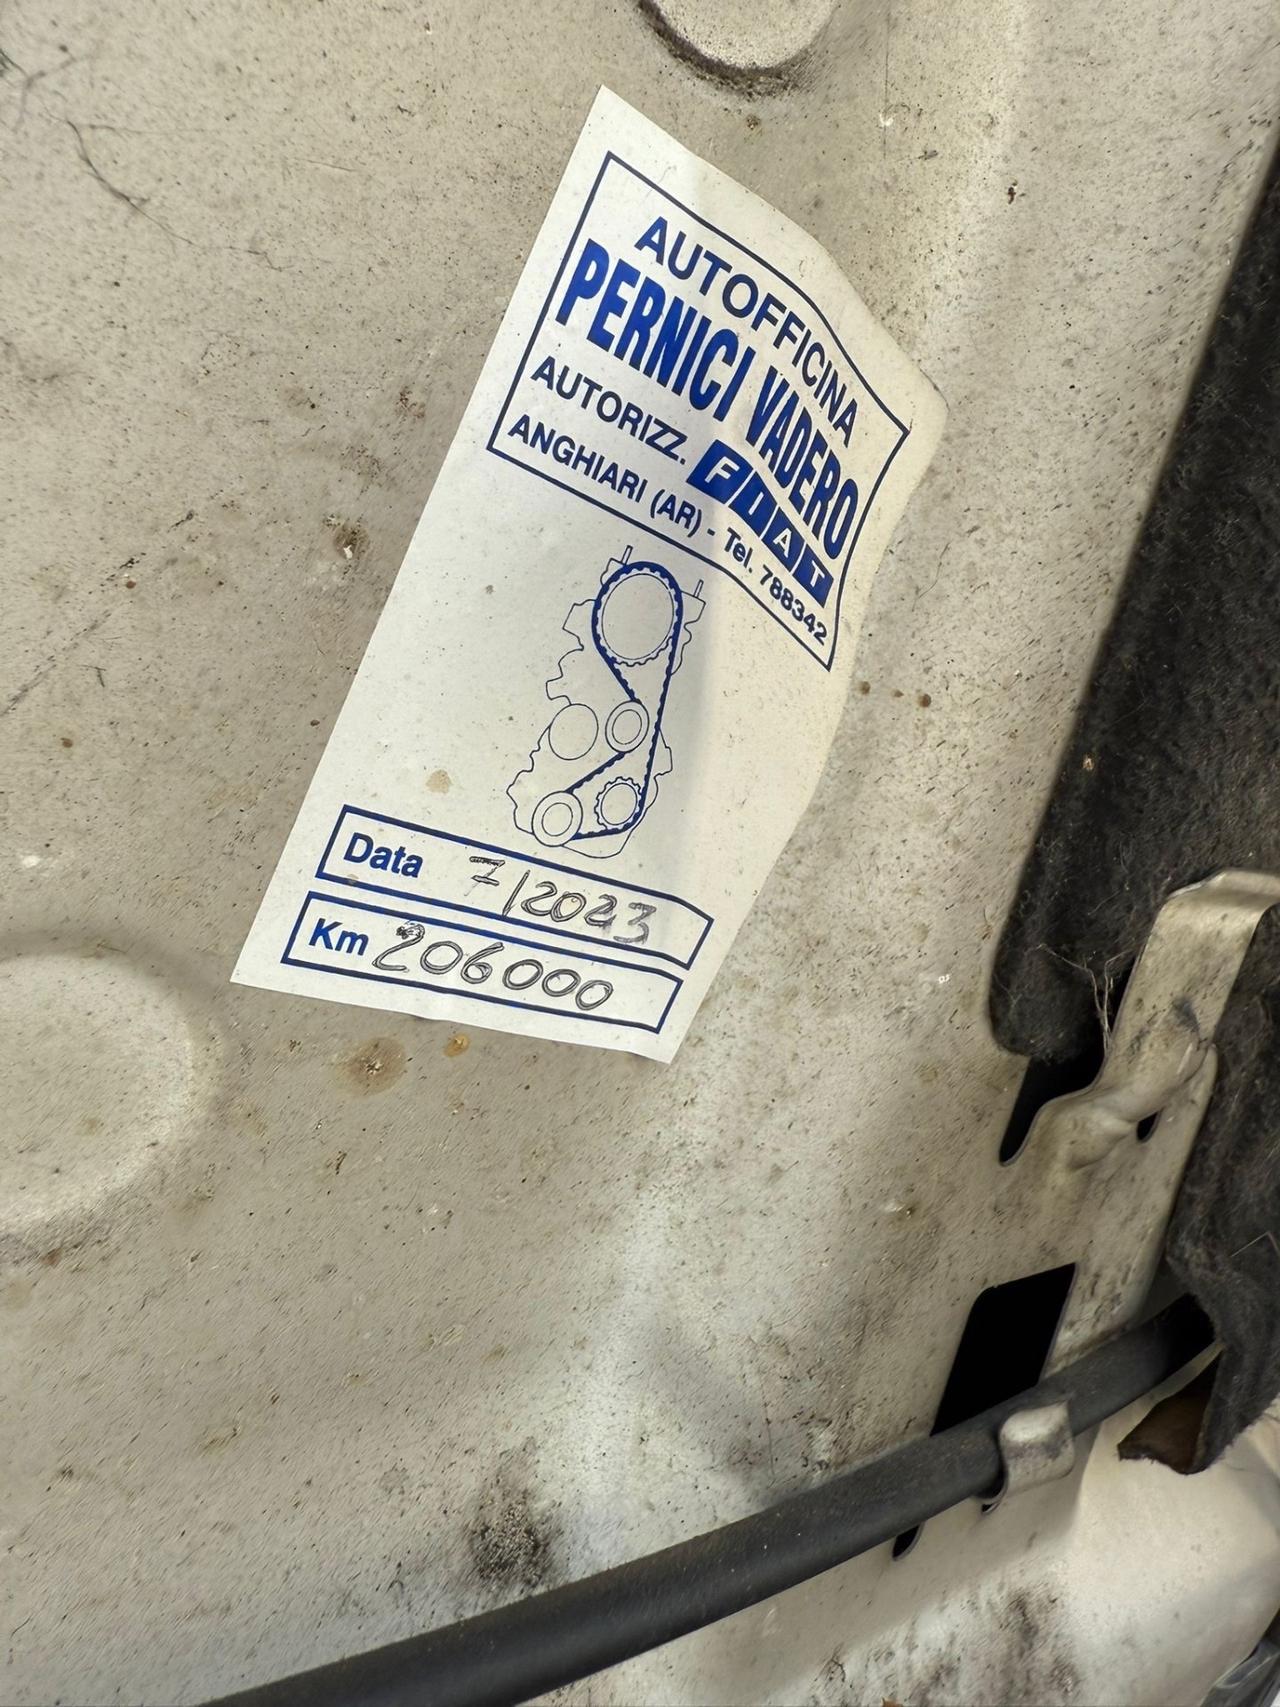 AUTOFFICINA
PERNICI VADERO
AUTORIZZ. FIAT
ANGHIARI (AR) - Tel. 788342
Data 7/2023
Km 206000